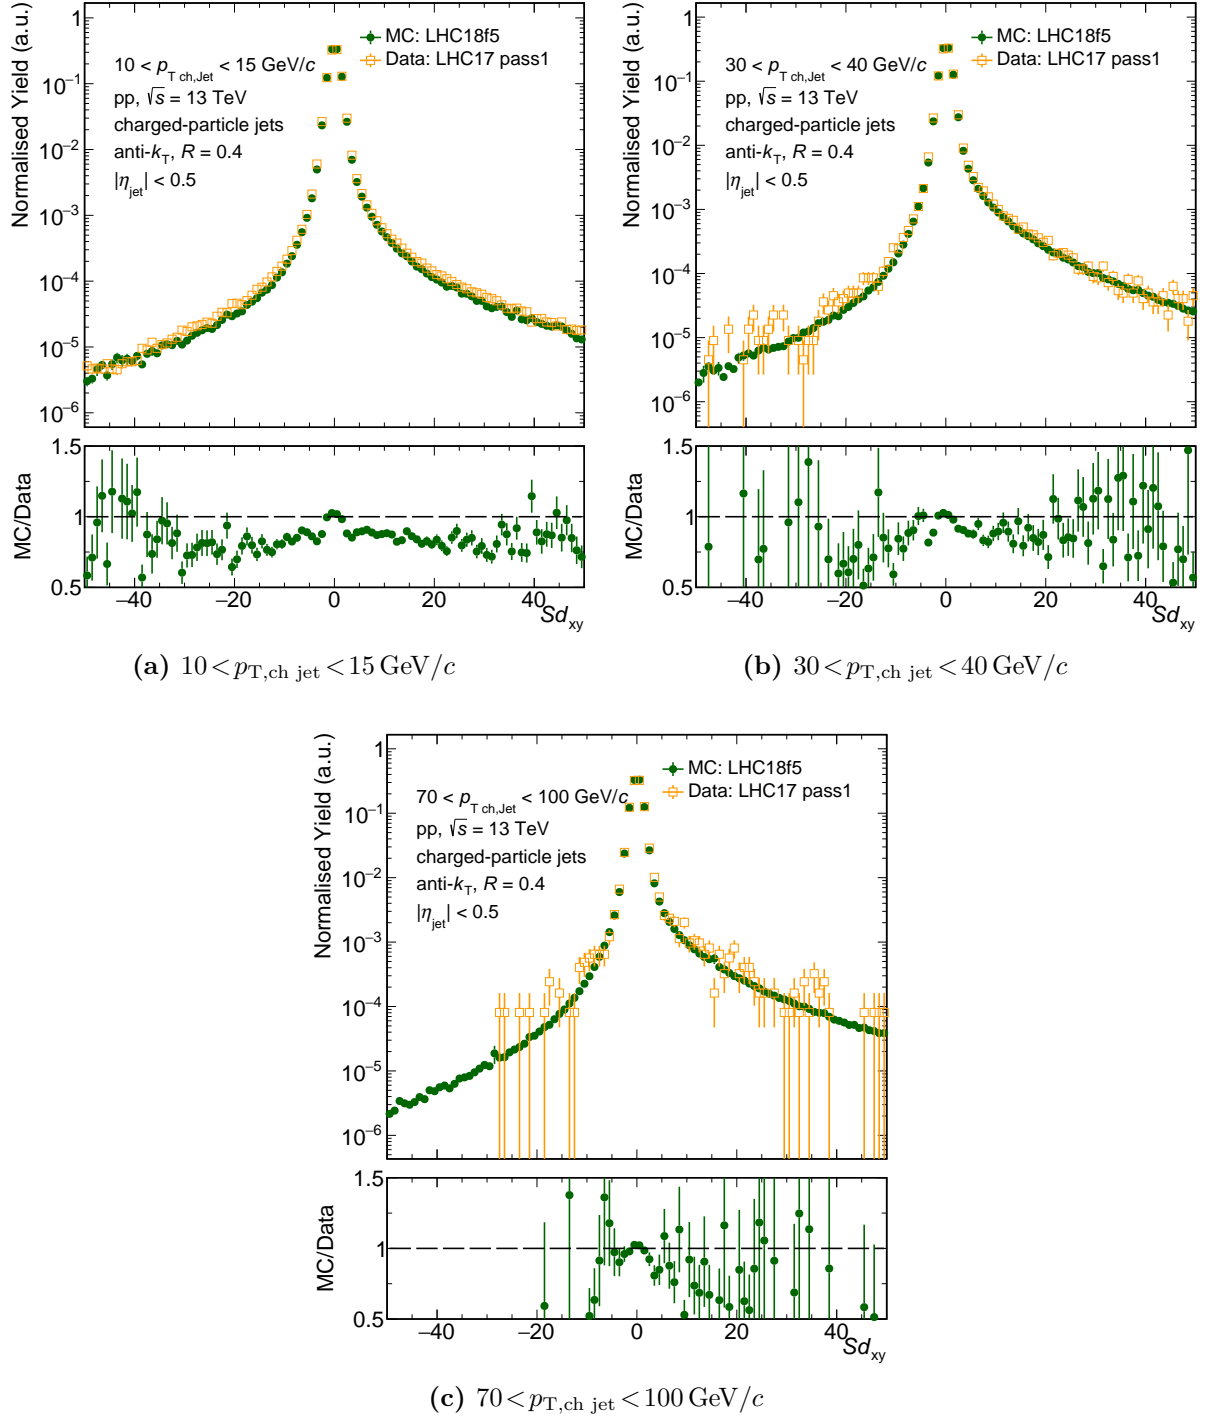 Normalised Yield (a.u.)
1
10⁻¹
10⁻²
10⁻³
10⁻⁴
10⁻⁵
10⁻⁶
MC: LHC18f5
Data: LHC17 pass1
10 < p_T ch,Jet < 15 GeV/c
pp, √s = 13 TeV
charged-particle jets
anti-k_T, R = 0.4
|η_jet| < 0.5
MC/Data
1.5
1
0.5
−40 −20 0 20 40
Sd_xy
(a) 10 < p_T,ch jet < 15 GeV/c
Normalised Yield (a.u.)
1
10⁻¹
10⁻²
10⁻³
10⁻⁴
10⁻⁵
10⁻⁶
MC: LHC18f5
Data: LHC17 pass1
30 < p_T ch,Jet < 40 GeV/c
pp, √s = 13 TeV
charged-particle jets
anti-k_T, R = 0.4
|η_jet| < 0.5
MC/Data
1.5
1
0.5
−40 −20 0 20 40
Sd_xy
(b) 30 < p_T,ch jet < 40 GeV/c
Normalised Yield (a.u.)
1
10⁻¹
10⁻²
10⁻³
10⁻⁴
10⁻⁵
10⁻⁶
MC: LHC18f5
Data: LHC17 pass1
70 < p_T ch,Jet < 100 GeV/c
pp, √s = 13 TeV
charged-particle jets
anti-k_T, R = 0.4
|η_jet| < 0.5
MC/Data
1.5
1
0.5
−40 −20 0 20 40
Sd_xy
(c) 70 < p_T,ch jet < 100 GeV/c